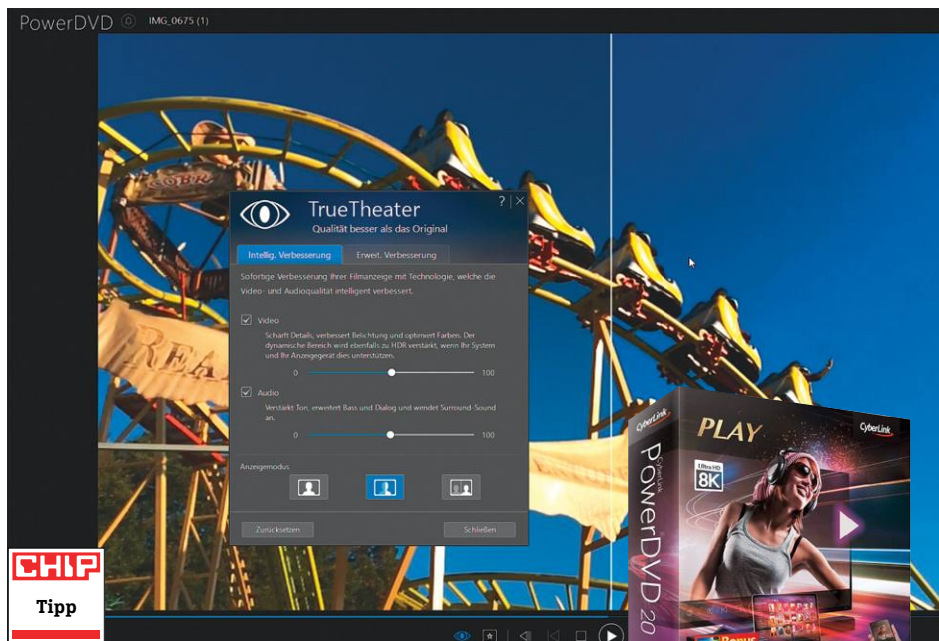 PowerDVD IMG_0675 (1)
TrueTheater
? ×
Qualität besser als das Original
Intellig. Verbesserung Erweit. Verbesserung
Sofortige Verbesserung Ihrer Filmanzeige mit Technologie, welche die
Video- und Audioqualität intelligent verbessert.
Video
Schärft Details, verbessert Belichtung und optimiert Farben. Der
dynamische Bereich wird ebenfalls zu HDR verstärkt, wenn Ihr System
und Ihr Anzeigegerät dies unterstützen.
0 100
Audio
Verstärkt Ton, erweitert Bass und Dialog und wendet Surround-Sound
an.
0 100
Anzeigemodus
Zurücksetzen Schließen
CyberLink
PLAY
CyberLink
Ultra HD
8K
CyberLink
PowerDVD 20
Bonus
CHIP
Tipp